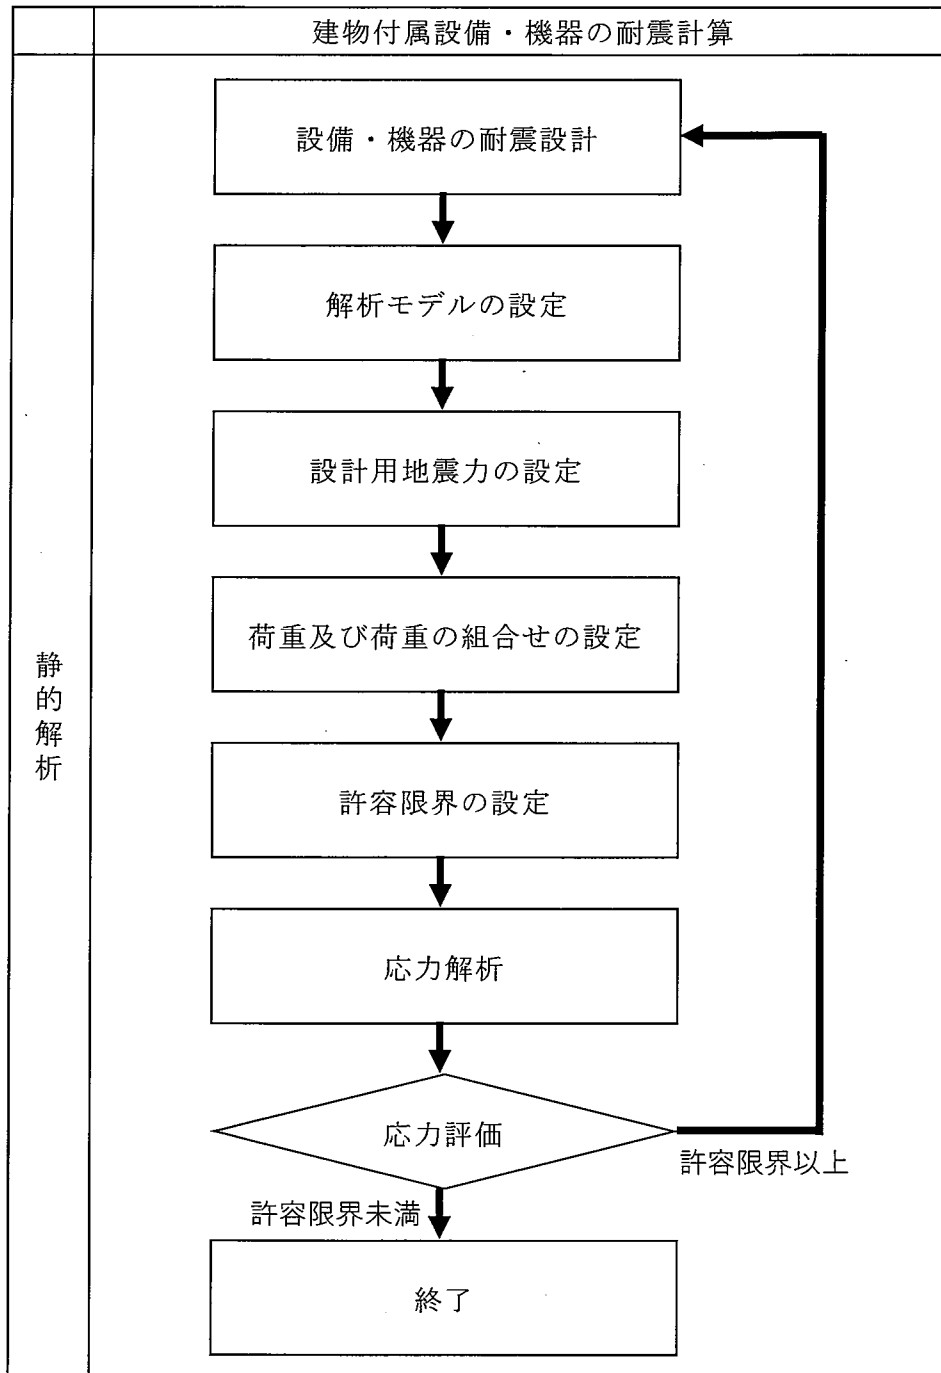 建物付属設備・機器の耐震計算
静的解析
設備・機器の耐震設計
解析モデルの設定
設計用地震力の設定
荷重及び荷重の組合せの設定
許容限界の設定
応力解析
応力評価
許容限界以上
許容限界未満
終了